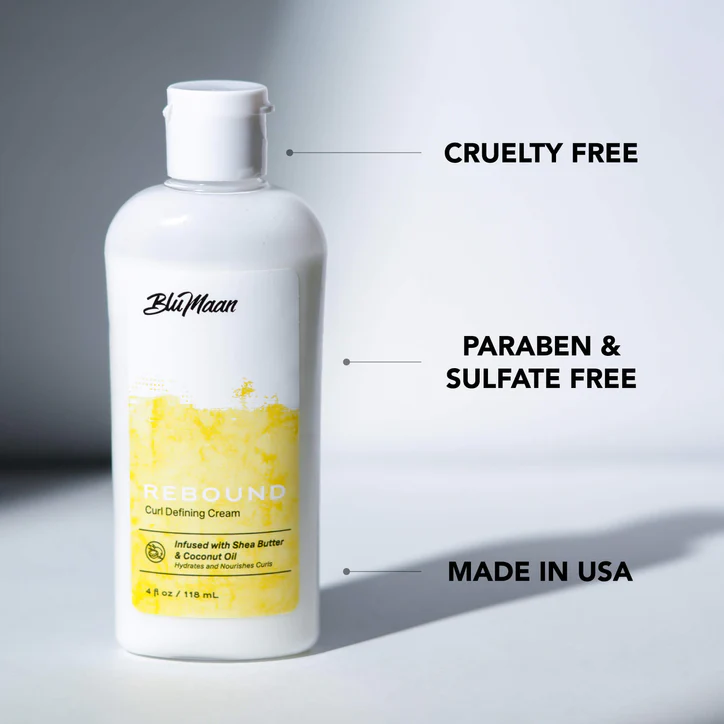 CRUELTY FREE
BluMaan
PARABEN &
SULFATE FREE
REBOUND
Curl Defining Cream
Infused with Shea Butter
& Coconut Oil
Hydrates and Nourishes Curls
MADE IN USA
4 fl oz / 118 mL